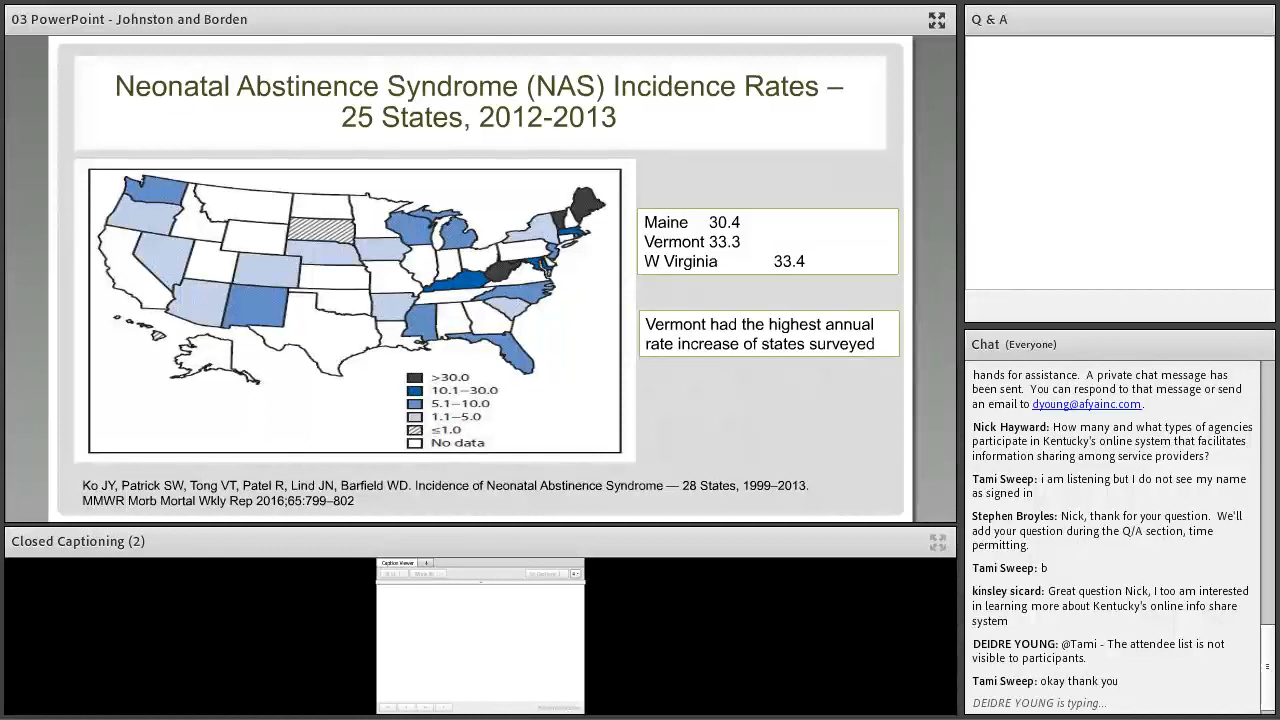 03 PowerPoint - Johnston and Borden
Neonatal Abstinence Syndrome (NAS) Incidence Rates –
25 States, 2012-2013
Maine 30.4
Vermont 33.3
W Virginia 33.4
Vermont had the highest annual
rate increase of states surveyed
>30.0
10.1–30.0
5.1–10.0
1.1–5.0
≤1.0
No data
Ko JY, Patrick SW, Tong VT, Patel R, Lind JN, Barfield WD. Incidence of Neonatal Abstinence Syndrome — 28 States, 1999–2013.
MMWR Morb Mortal Wkly Rep 2016;65:799–802
Closed Captioning (2)
Caption Viewer
Q & A
Chat (Everyone)
hands for assistance. A private chat message has
been sent. You can respond to that message or send
an email to dyoung@afyainc.com.
Nick Hayward: How many and what types of agencies
participate in Kentucky's online system that facilitates
information sharing among service providers?
Tami Sweep: i am listening but I do not see my name
as signed in
Stephen Broyles: Nick, thank for your question. We'll
add your question during the Q/A section, time
permitting.
Tami Sweep: b
kinsley sicard: Great question Nick, I too am interested
in learning more about Kentucky's online info share
system
DEIDRE YOUNG: @Tami - The attendee list is not
visible to participants.
Tami Sweep: okay thank you
DEIDRE YOUNG is typing...